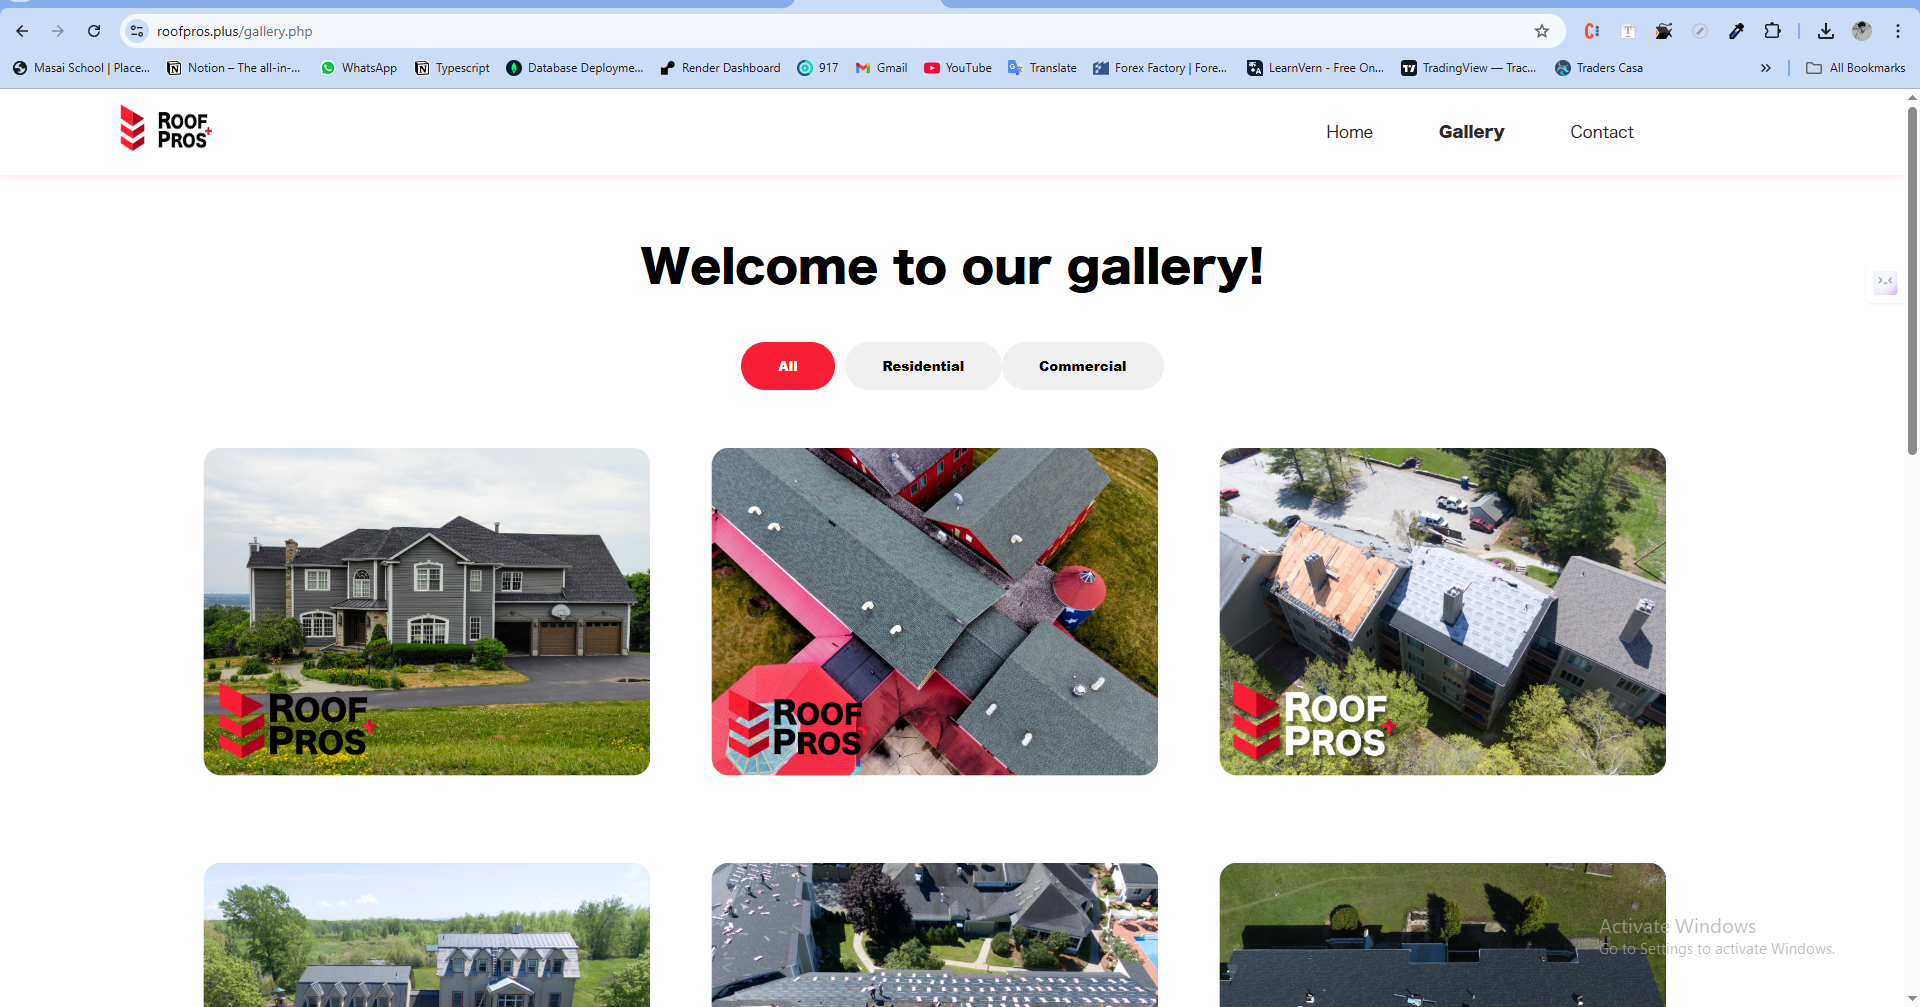 roofpros.plus/gallery.php
Masai School | Place... Notion – The all-in-... WhatsApp Typescript Database Deployme... Render Dashboard 917 Gmail YouTube Translate Forex Factory | Fore... LearnVern - Free On... TradingView — Trac... Traders Casa » All Bookmarks
ROOF
PROS+
Home Gallery Contact
Welcome to our gallery!
All Residential Commercial
ROOF
PROS+
ROOF
PROS+
ROOF
PROS+
Activate Windows
Go to Settings to activate Windows.